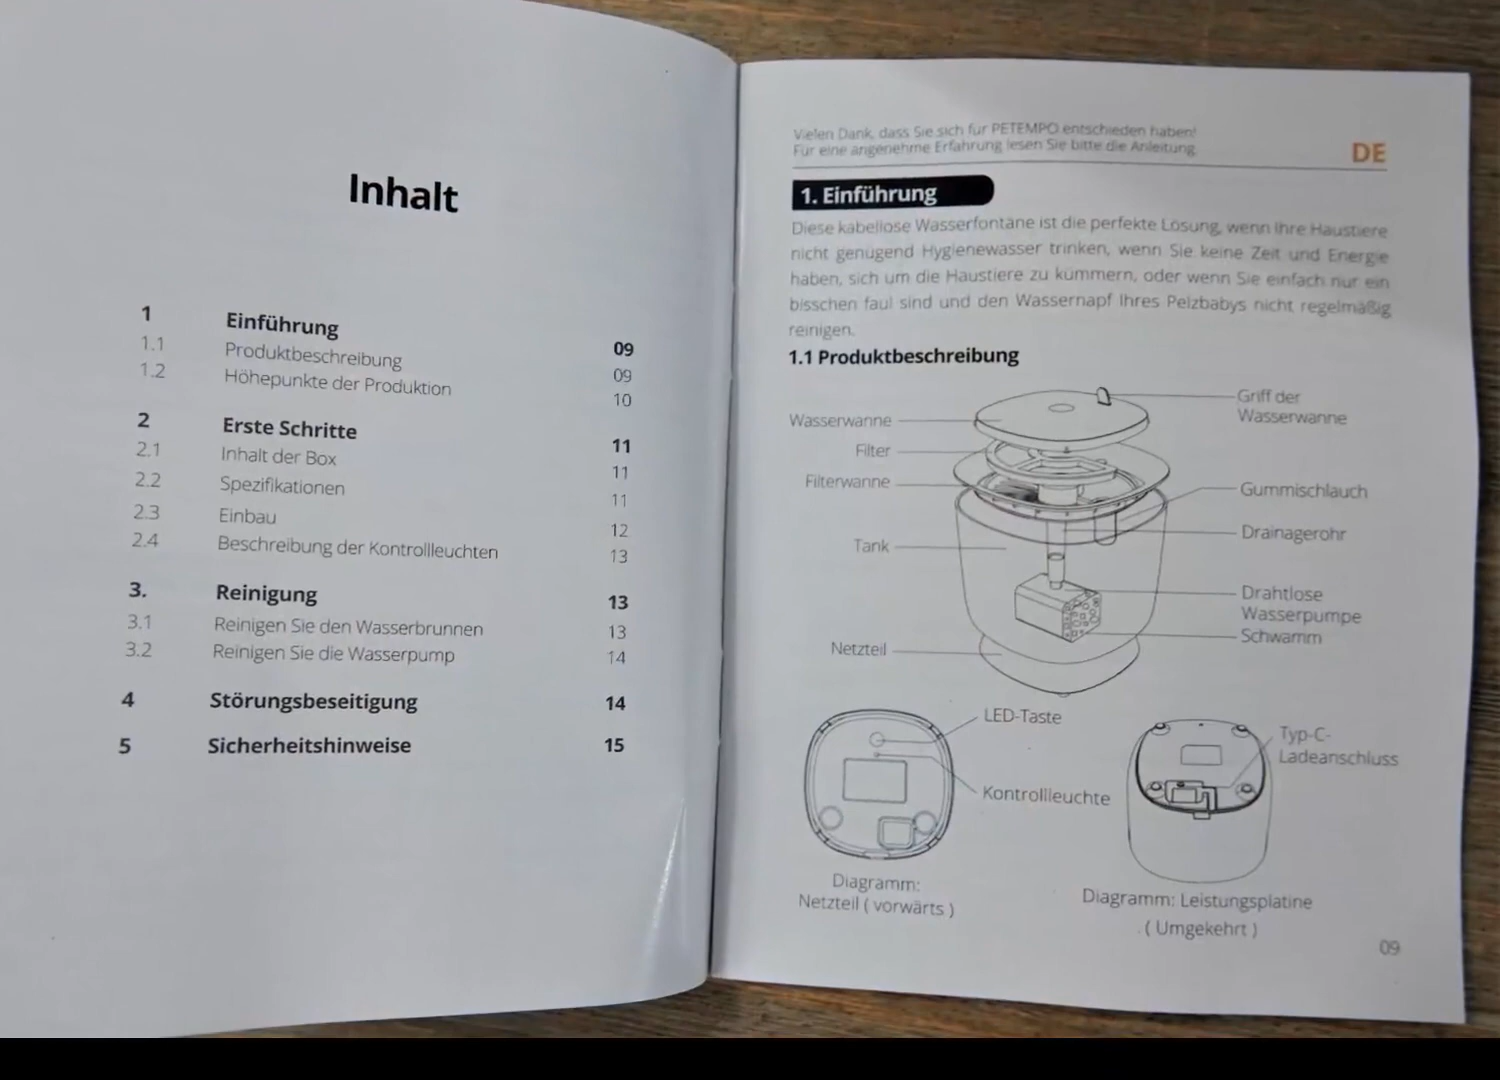 Inhalt
1 Einführung 09
1.1 Produktbeschreibung 09
1.2 Höhepunkte der Produktion 10
2 Erste Schritte 11
2.1 Inhalt der Box 11
2.2 Spezifikationen 11
2.3 Einbau 12
2.4 Beschreibung der Kontrollleuchten 13
3. Reinigung 13
3.1 Reinigen Sie den Wasserbrunnen 13
3.2 Reinigen Sie die Wasserpump 14
4 Störungsbeseitigung 14
5 Sicherheitshinweise 15
Vielen Dank, dass Sie sich für PETEMPO entschieden haben!
Für eine angenehme Erfahrung lesen Sie bitte die Anleitung.
DE
1. Einführung
Diese kabellose Wasserfontäne ist die perfekte Lösung, wenn Ihre Haustiere
nicht genügend Hygienewasser trinken, wenn Sie keine Zeit und Energie
haben, sich um die Haustiere zu kümmern, oder wenn Sie einfach nur ein
bisschen faul sind und den Wassernapf Ihres Pelzbabys nicht regelmäßig
reinigen.
1.1 Produktbeschreibung
Wasserwanne
Filter
Filterwanne
Tank
Netzteil
Griff der
Wasserwanne
Gummischlauch
Drainagerohr
Drahtlose
Wasserpumpe
Schwamm
LED-Taste
Kontrollleuchte
Diagramm:
Netzteil ( vorwärts )
Typ-C-
Ladeanschluss
Diagramm: Leistungsplatine
( Umgekehrt )
09